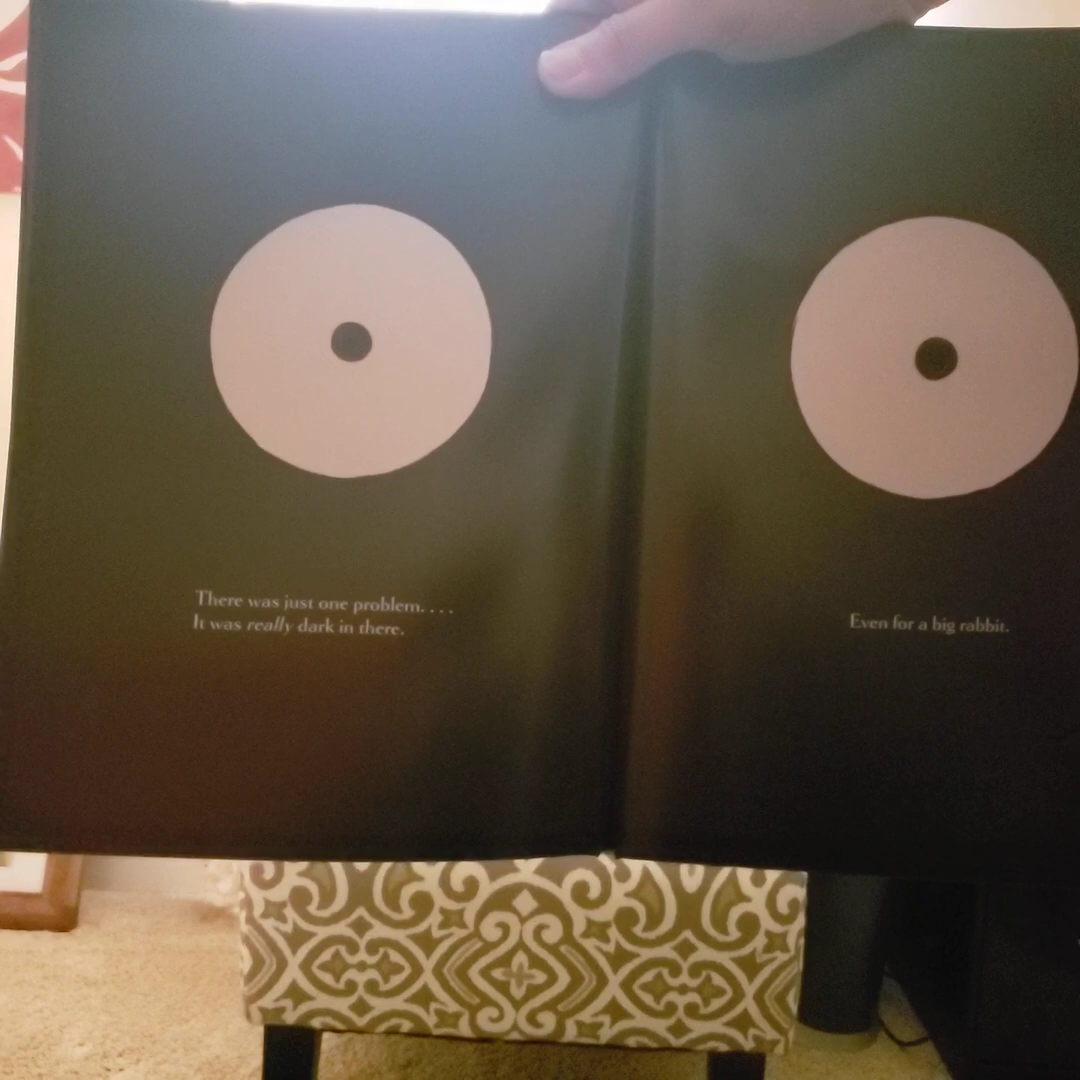 There was just one problem. . . .
It was really dark in there.
Even for a big rabbit.